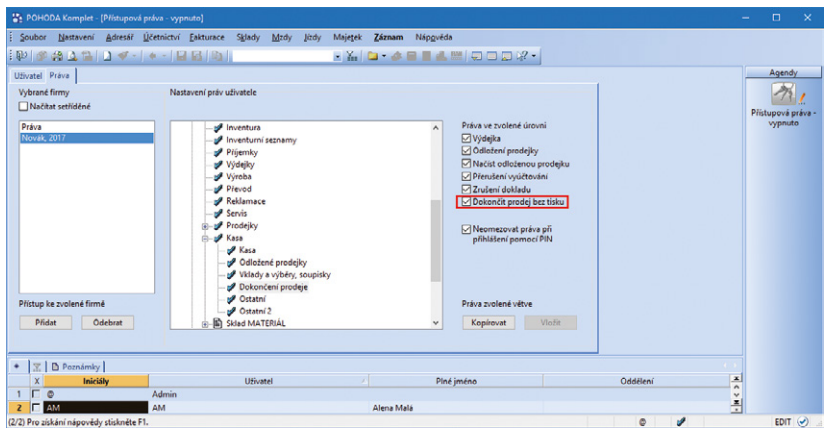 POHODA Komplet - [Přístupová práva - vypnuto]
Soubor Nastavení Adresář Účetnictví Fakturace Sklady Mzdy Jízdy Majetek Záznam Nápověda
Uživatel Práva
Agendy
Přístupová práva -
vypnuto
Vybrané firmy
Načítat setříděné
Práva
Novák, 2017
Přístup ke zvolené firmě
Přidat Odebrat
Nastavení práv uživatele
Inventura
Inventurní seznamy
Příjemky
Výdejky
Výroba
Převod
Reklamace
Servis
Prodejky
Kasa
Kasa
Odložené prodejky
Vklady a výběry, soupisky
Dokončení prodeje
Ostatní
Ostatní 2
Sklad MATERIÁL
Práva ve zvolené úrovni
Výdejka
Odložení prodejky
Načíst odloženou prodejku
Přerušení vyúčtování
Zrušení dokladu
Dokončit prodej bez tisku
Neomezovat práva při
přihlášení pomocí PIN
Práva zvolené větve
Kopírovat Vložit
Poznámky
X Iniciály Uživatel Plné jméno Oddělení
1 @ Admin
2 AM AM Alena Malá
(2/2) Pro získání nápovědy stiskněte F1. @ EDIT